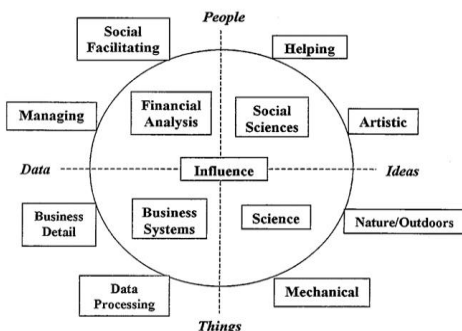 People
Social
Facilitating
Helping
Managing
Financial
Analysis
Social
Sciences
Artistic
Data
Influence
Ideas
Business
Detail
Business
Systems
Science
Nature/Outdoors
Data
Processing
Mechanical
Things